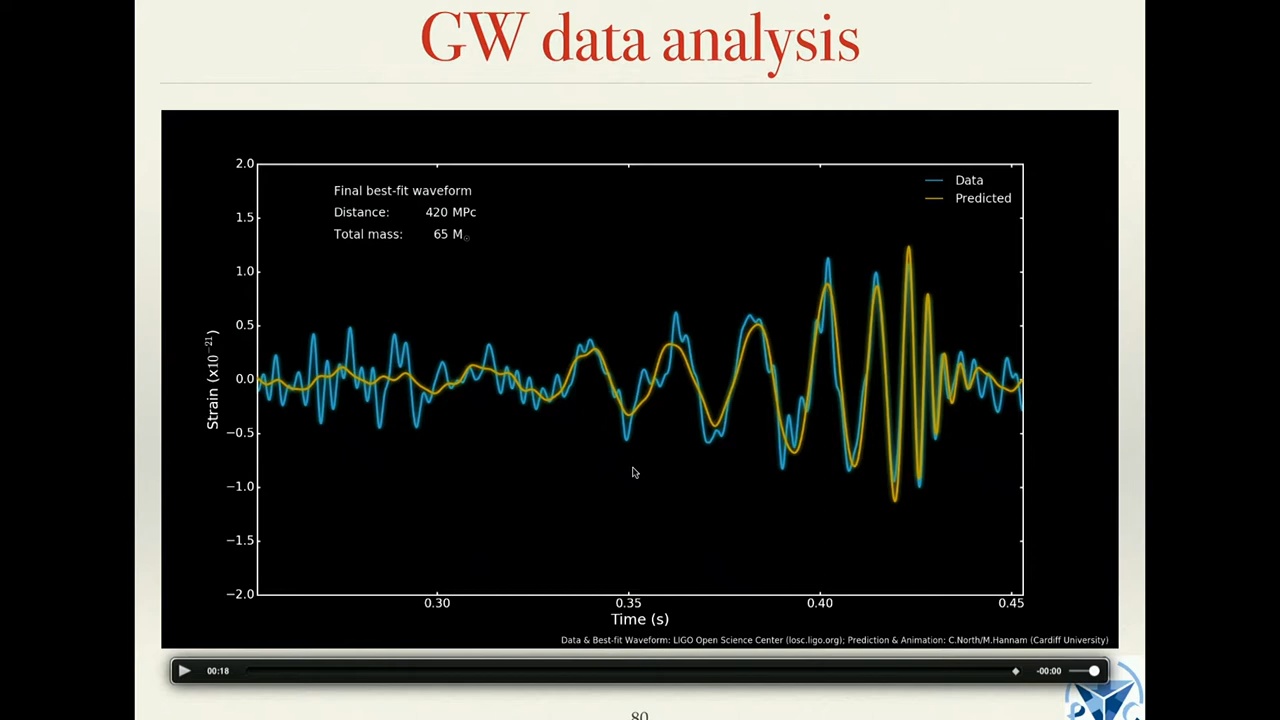 GW data analysis
Final best-fit waveform
Distance: 420 MPc
Total mass: 65 M☉
Data
Predicted
2.0
1.5
1.0
0.5
0.0
−0.5
−1.0
−1.5
−2.0
Stran (x10⁻²¹)
0.30 0.35 0.40 0.45
Time (s)
Data & Best-fit Waveform: LIGO Open Science Center (losc.ligo.org); Prediction & Animation: C.North/M.Hannam (Cardiff University)
00:18 -00:00
80